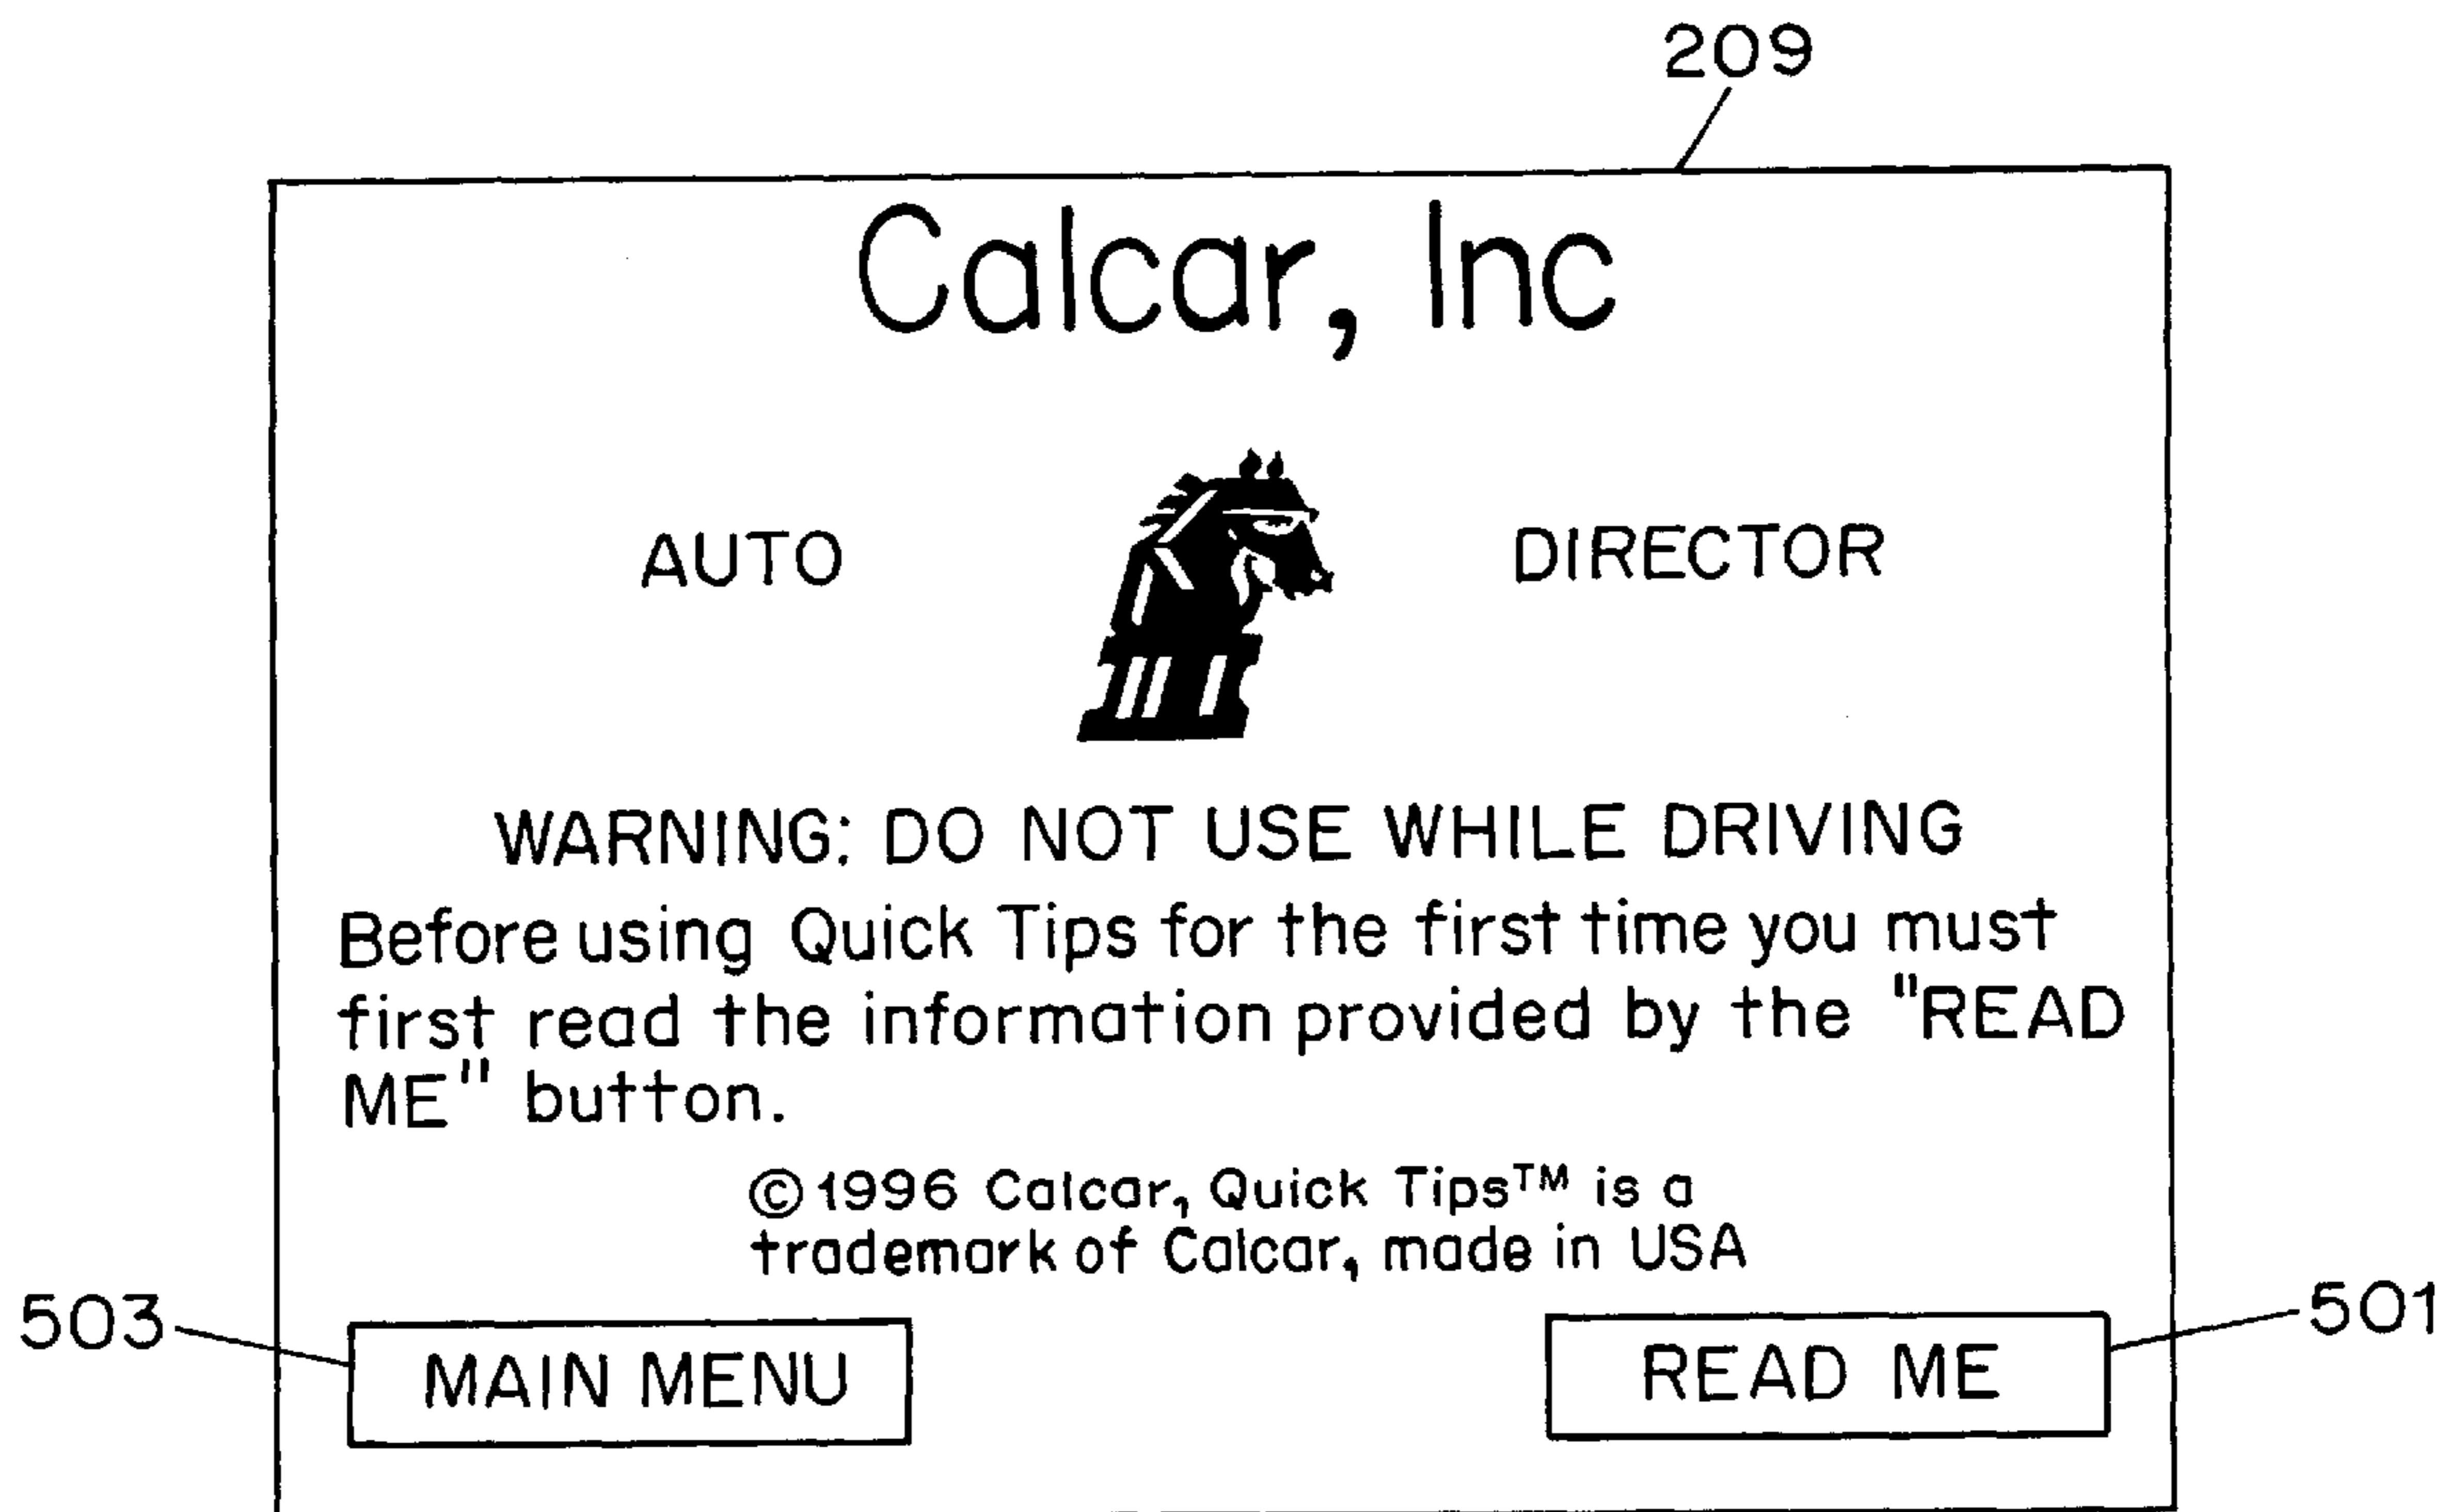 209
Calcar, Inc
AUTO DIRECTOR
WARNING: DO NOT USE WHILE DRIVING
Before using Quick Tips for the first time you must
first read the information provided by the "READ
ME" button.
©1996 Calcar, Quick Tips™ is a
trademark of Calcar, made in USA
503 MAIN MENU READ ME 501